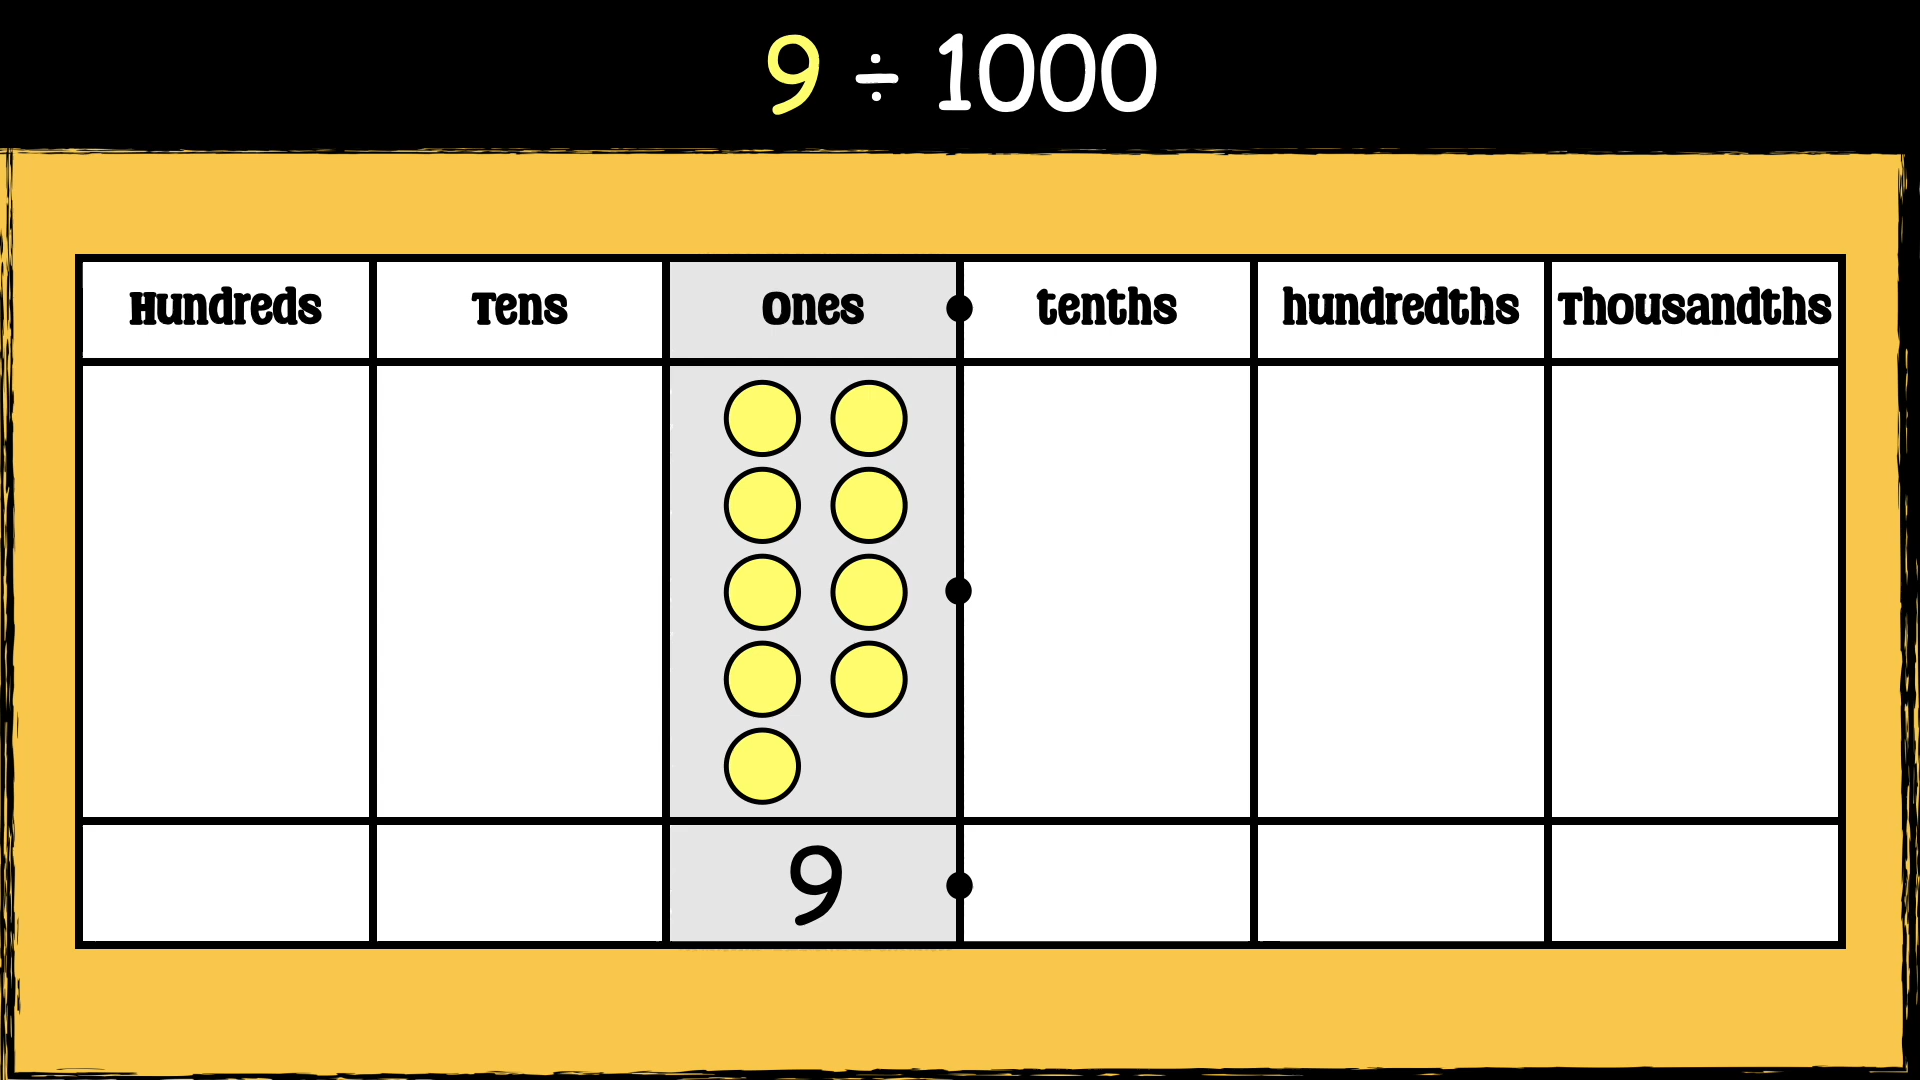 9 ÷ 1000
Hundreds Tens Ones • tenths hundredths Thousandths
9 •